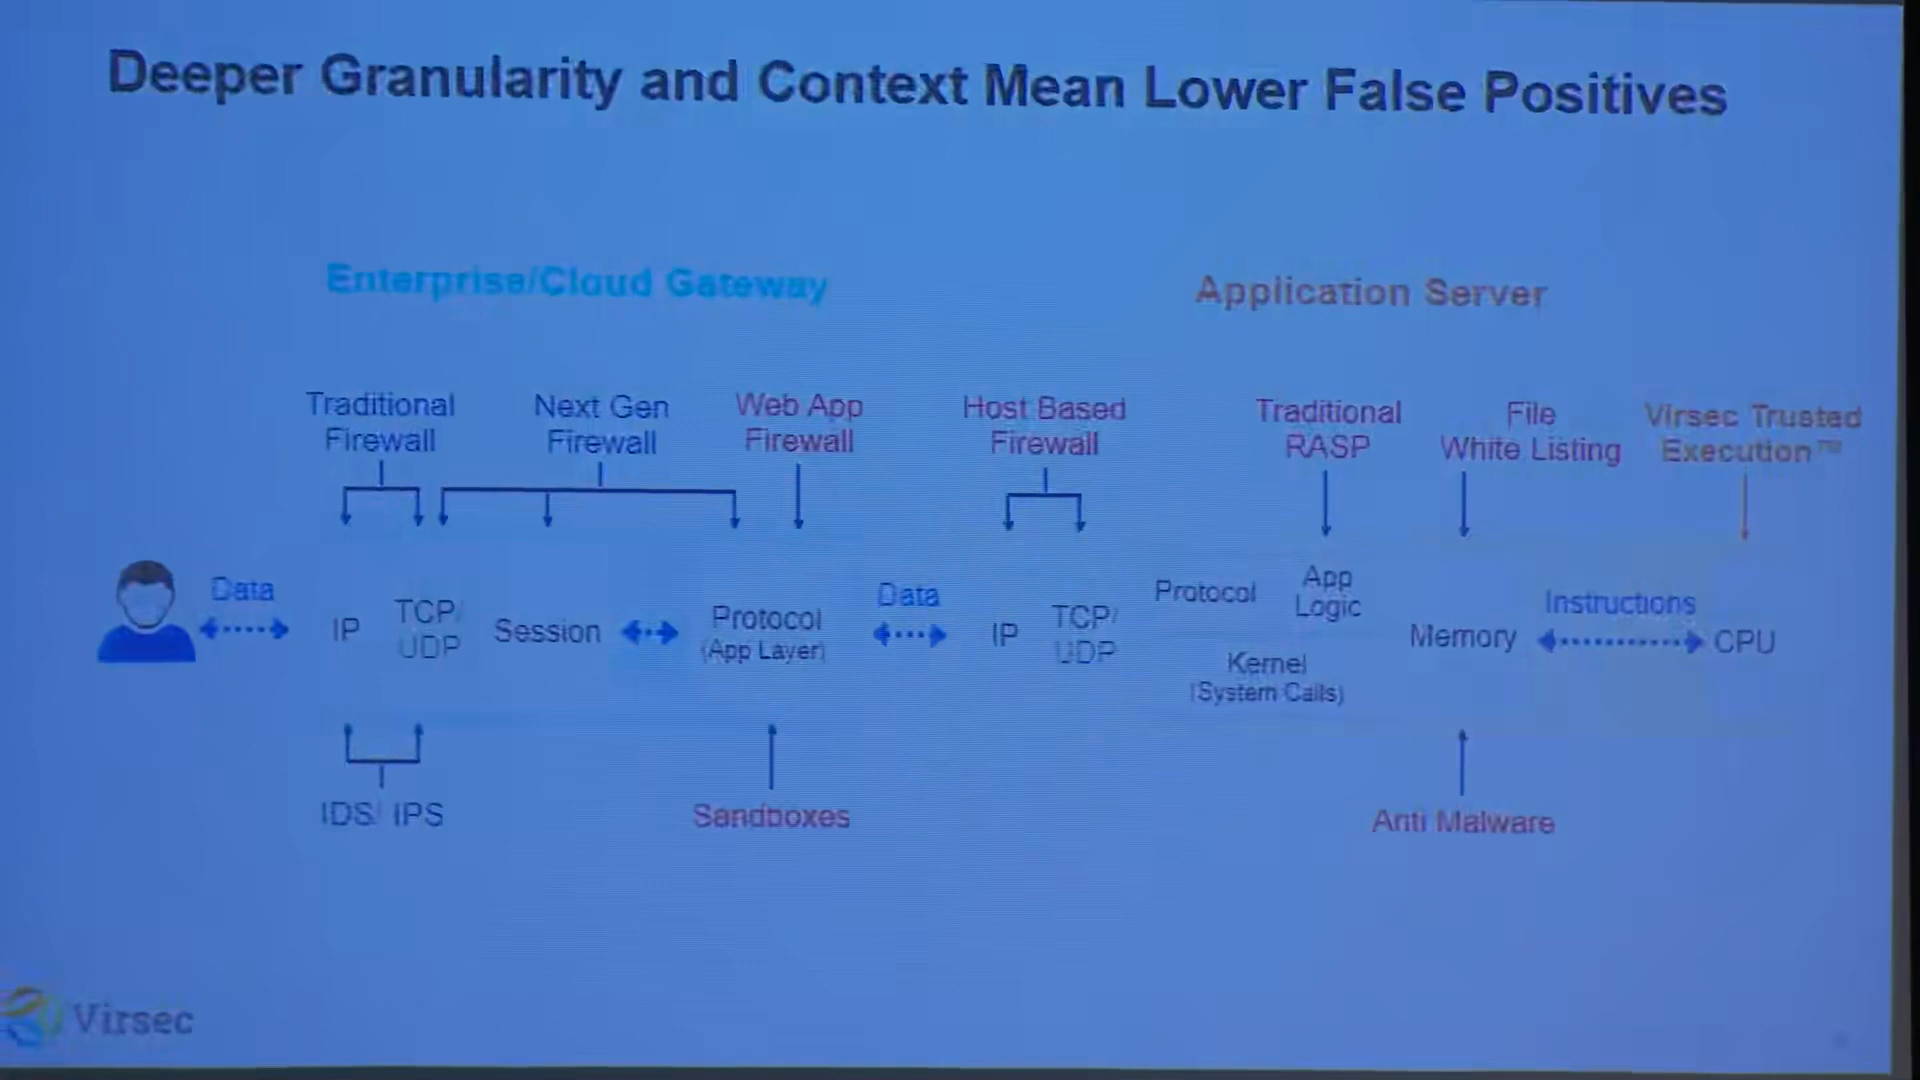 Deeper Granularity and Context Mean Lower False Positives
Enterprise/Cloud Gateway
Application Server
Traditional
Firewall
Next Gen
Firewall
Web App
Firewall
Host Based
Firewall
Traditional
RASP
File
White Listing
Virsec Trusted
Execution™
Data
IP
TCP/
UDP
Session
Protocol
(App Layer)
Data
IP
TCP/
UDP
Protocol
App
Logic
Kernel
(System Calls)
Memory
Instructions
CPU
IDS/ IPS
Sandboxes
Anti Malware
Virsec